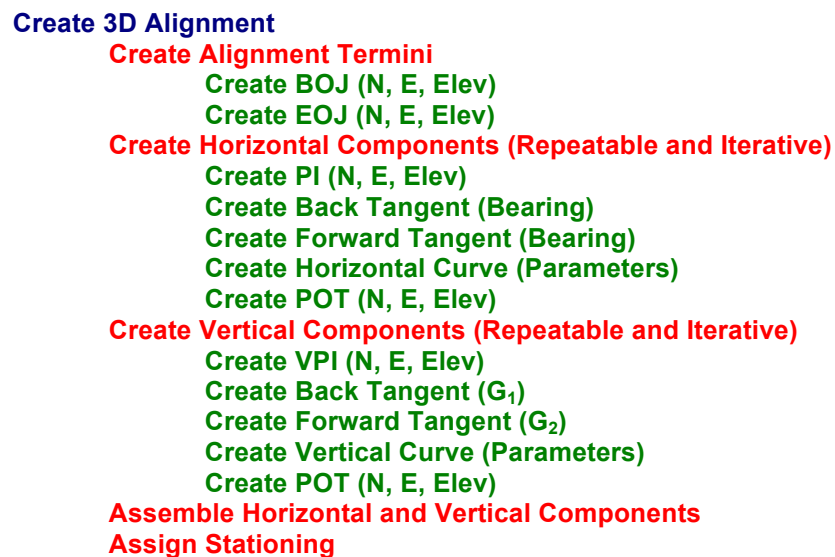 Create 3D Alignment
Create Alignment Termini
Create BOJ (N, E, Elev)
Create EOJ (N, E, Elev)
Create Horizontal Components (Repeatable and Iterative)
Create PI (N, E, Elev)
Create Back Tangent (Bearing)
Create Forward Tangent (Bearing)
Create Horizontal Curve (Parameters)
Create POT (N, E, Elev)
Create Vertical Components (Repeatable and Iterative)
Create VPI (N, E, Elev)
Create Back Tangent (G₁)
Create Forward Tangent (G₂)
Create Vertical Curve (Parameters)
Create POT (N, E, Elev)
Assemble Horizontal and Vertical Components
Assign Stationing